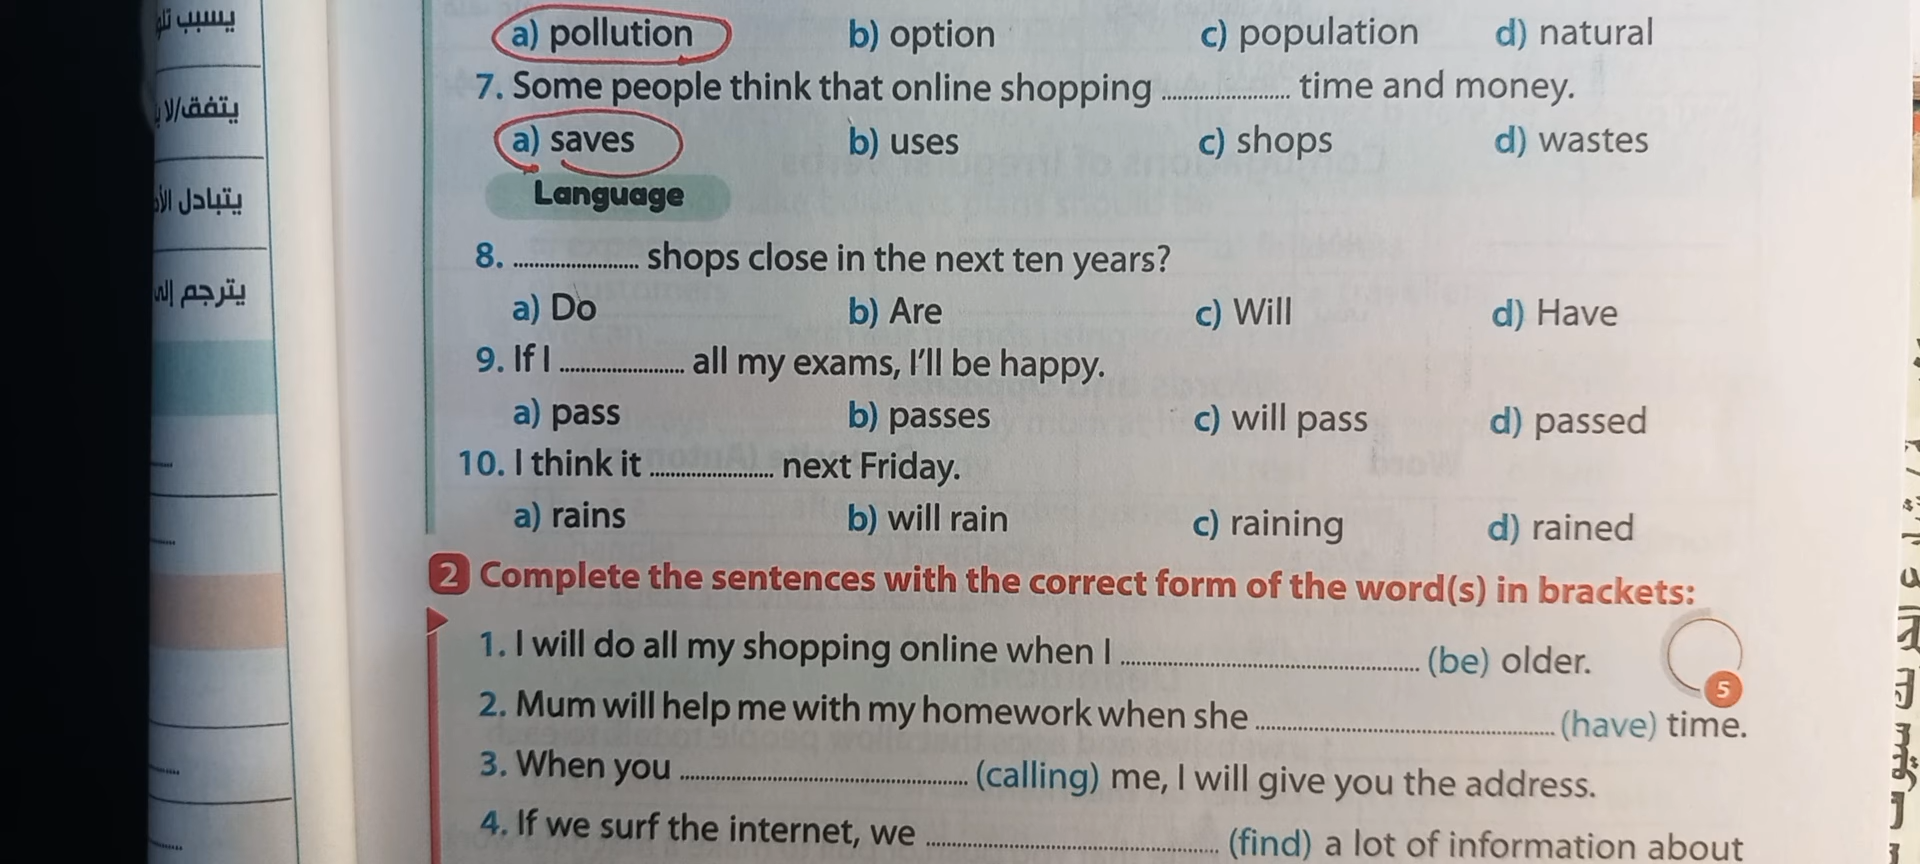 a) pollution b) option c) population d) natural
7. Some people think that online shopping ........................ time and money.
a) saves b) uses c) shops d) wastes
Language
8. ........................ shops close in the next ten years?
a) Do b) Are c) Will d) Have
9. If I ........................ all my exams, I'll be happy.
a) pass b) passes c) will pass d) passed
10. I think it ........................ next Friday.
a) rains b) will rain c) raining d) rained
2 Complete the sentences with the correct form of the word(s) in brackets:
5
1. I will do all my shopping online when I ........................ (be) older.
2. Mum will help me with my homework when she ........................ (have) time.
3. When you ........................ (calling) me, I will give you the address.
4. If we surf the internet, we ........................ (find) a lot of information about
يسبب
يتفق/لا
يتبادل
يترجم